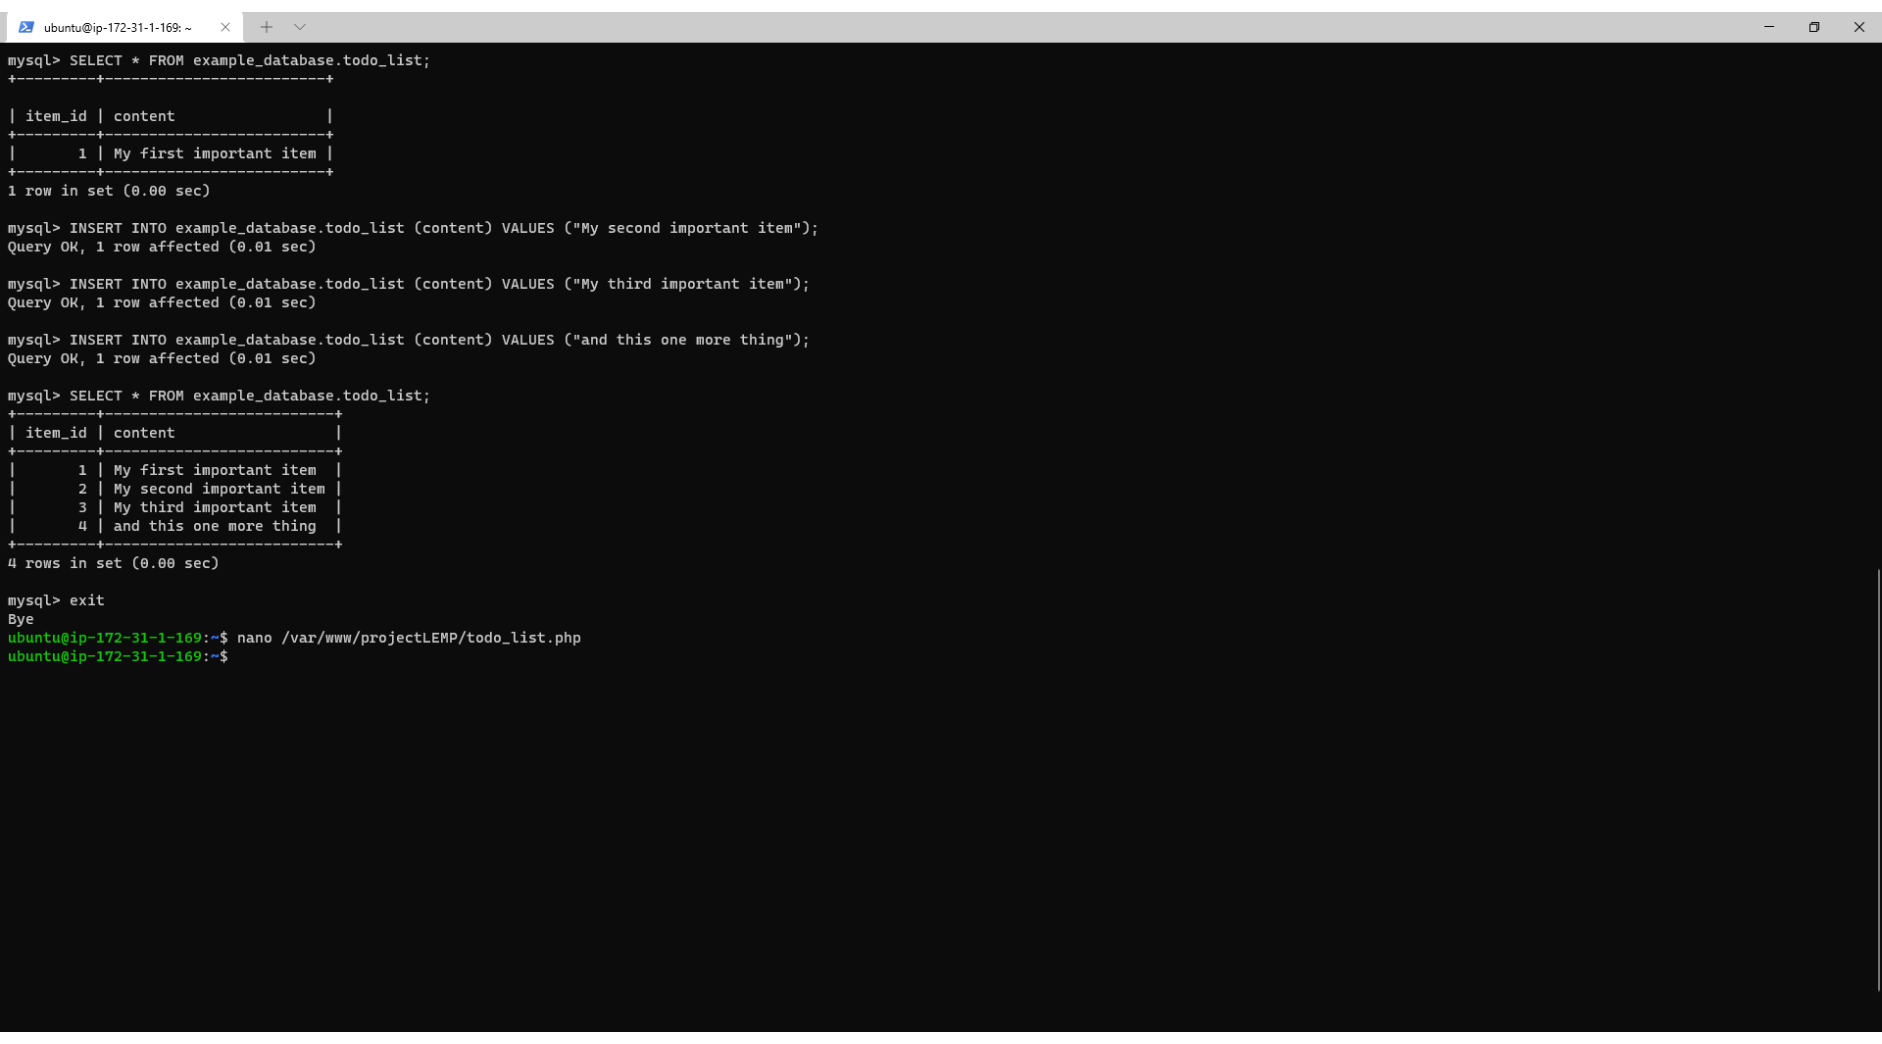 ubuntu@ip-172-31-1-169: ~
mysql> SELECT * FROM example_database.todo_list;
+---------+-------------------------+
| item_id | content                 |
+---------+-------------------------+
|       1 | My first important item |
+---------+-------------------------+
1 row in set (0.00 sec)
mysql> INSERT INTO example_database.todo_list (content) VALUES ("My second important item");
Query OK, 1 row affected (0.01 sec)
mysql> INSERT INTO example_database.todo_list (content) VALUES ("My third important item");
Query OK, 1 row affected (0.01 sec)
mysql> INSERT INTO example_database.todo_list (content) VALUES ("and this one more thing");
Query OK, 1 row affected (0.01 sec)
mysql> SELECT * FROM example_database.todo_list;
+---------+--------------------------+
| item_id | content                  |
+---------+--------------------------+
|       1 | My first important item  |
|       2 | My second important item |
|       3 | My third important item  |
|       4 | and this one more thing  |
+---------+--------------------------+
4 rows in set (0.00 sec)
mysql> exit
Bye
ubuntu@ip-172-31-1-169:~$ nano /var/www/projectLEMP/todo_list.php
ubuntu@ip-172-31-1-169:~$